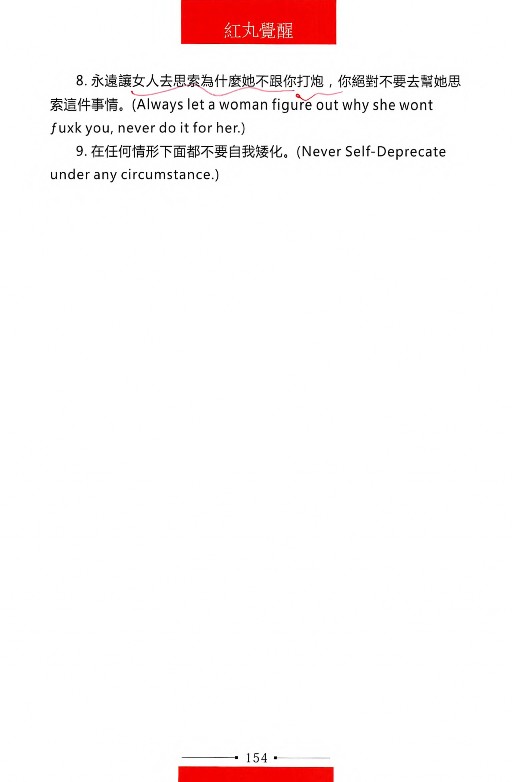 紅丸覺醒
8. 永遠讓女人去思索為什麼她不跟你打炮，你絕對不要去幫她思
索這件事情。(Always let a woman figure out why she wont
fuxk you, never do it for her.)
9. 在任何情形下面都不要自我矮化。(Never Self-Deprecate
under any circumstance.)
154